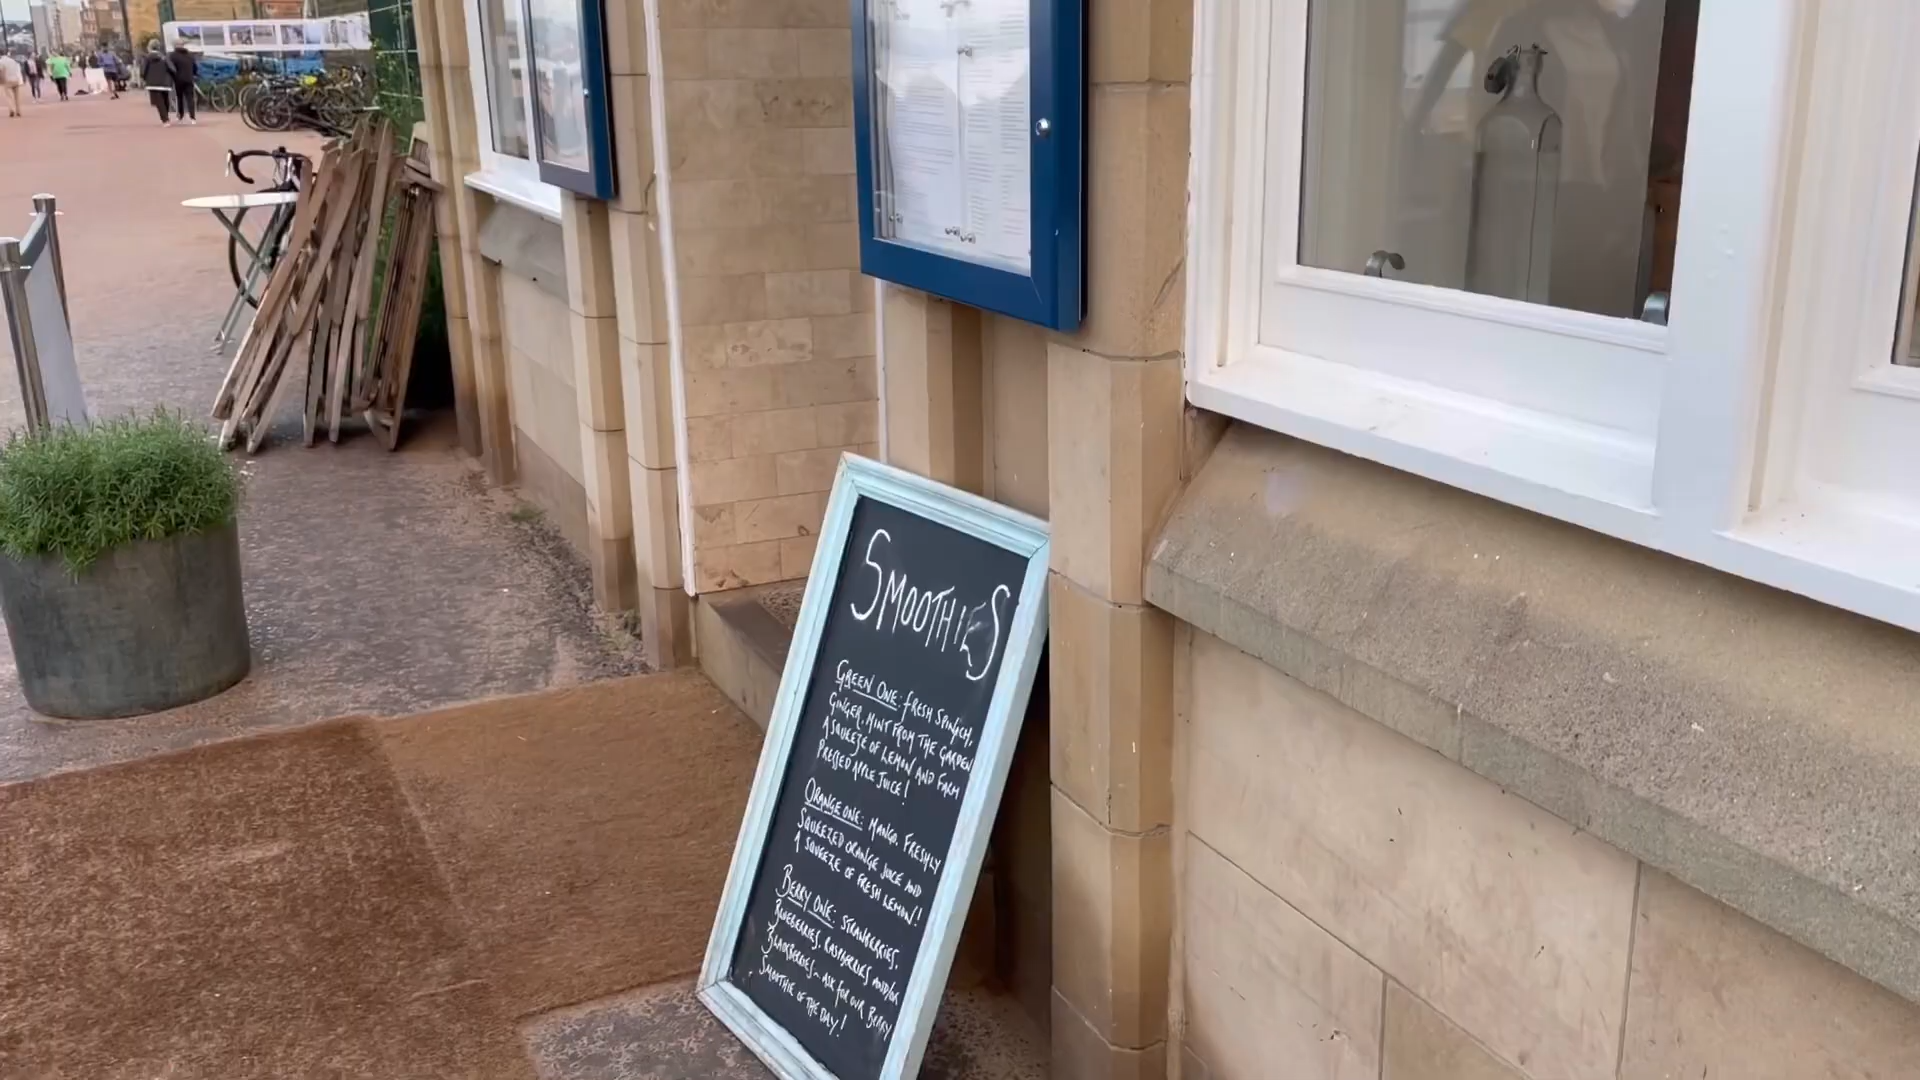 SMOOTHIES
GREEN ONE: FRESH SPINACH,
GINGER, MINT FROM THE GARDEN
A SQUEEZE OF LEMON AND FARM
PRESSED APPLE JUICE!
ORANGE ONE: MANGO, FRESHLY
SQUEEZED ORANGE JUICE AND
A SQUEEZE OF FRESH LEMON!
BERRY ONE: STRAWBERRIES,
BLUEBERRIES, RASPBERRIES AND/OR
BLACKBERRIES~ ASK FOR OUR BERRY
SMOOTHIE OF THE DAY!